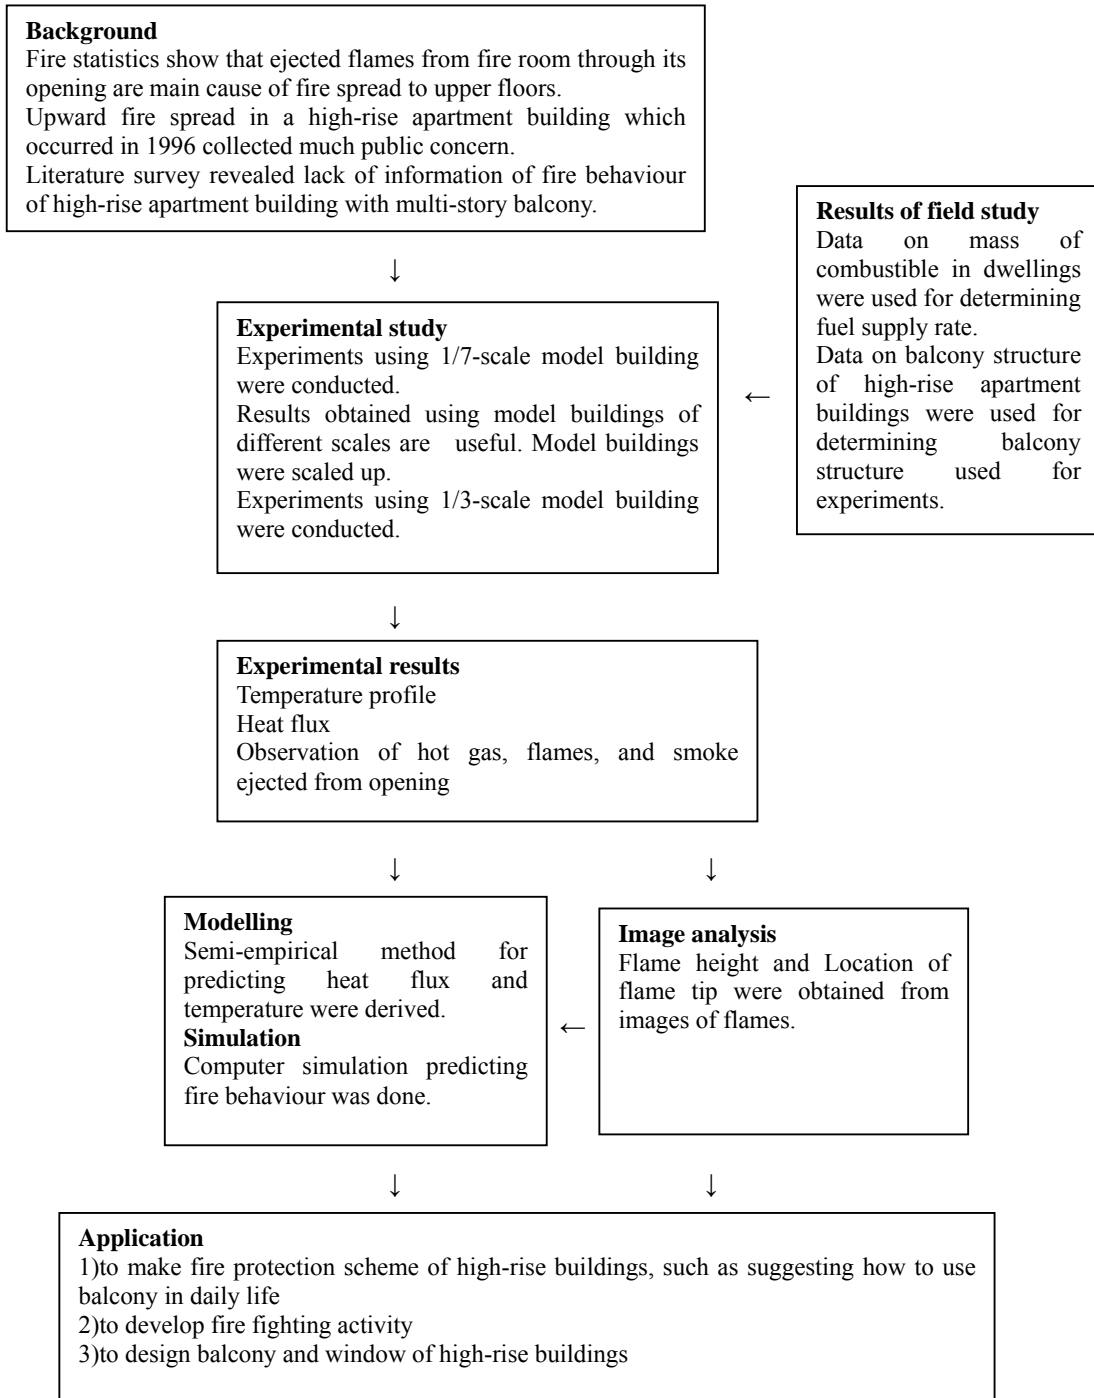 Background
Fire statistics show that ejected flames from fire room through its
opening are main cause of fire spread to upper floors.
Upward fire spread in a high-rise apartment building which
occurred in 1996 collected much public concern.
Literature survey revealed lack of information of fire behaviour
of high-rise apartment building with multi-story balcony.
↓
Results of field study
Data on mass of
combustible in dwellings
were used for determining
fuel supply rate.
Data on balcony structure
of high-rise apartment
buildings were used for
determining balcony
structure used for
experiments.
Experimental study
Experiments using 1/7-scale model building
were conducted.
Results obtained using model buildings of
different scales are useful. Model buildings
were scaled up.
Experiments using 1/3-scale model building
were conducted.
←
↓
Experimental results
Temperature profile
Heat flux
Observation of hot gas, flames, and smoke
ejected from opening
↓ ↓
Modelling
Semi-empirical method for
predicting heat flux and
temperature were derived.
Simulation
Computer simulation predicting
fire behaviour was done.
←
Image analysis
Flame height and Location of
flame tip were obtained from
images of flames.
↓ ↓
Application
1)to make fire protection scheme of high-rise buildings, such as suggesting how to use
balcony in daily life
2)to develop fire fighting activity
3)to design balcony and window of high-rise buildings